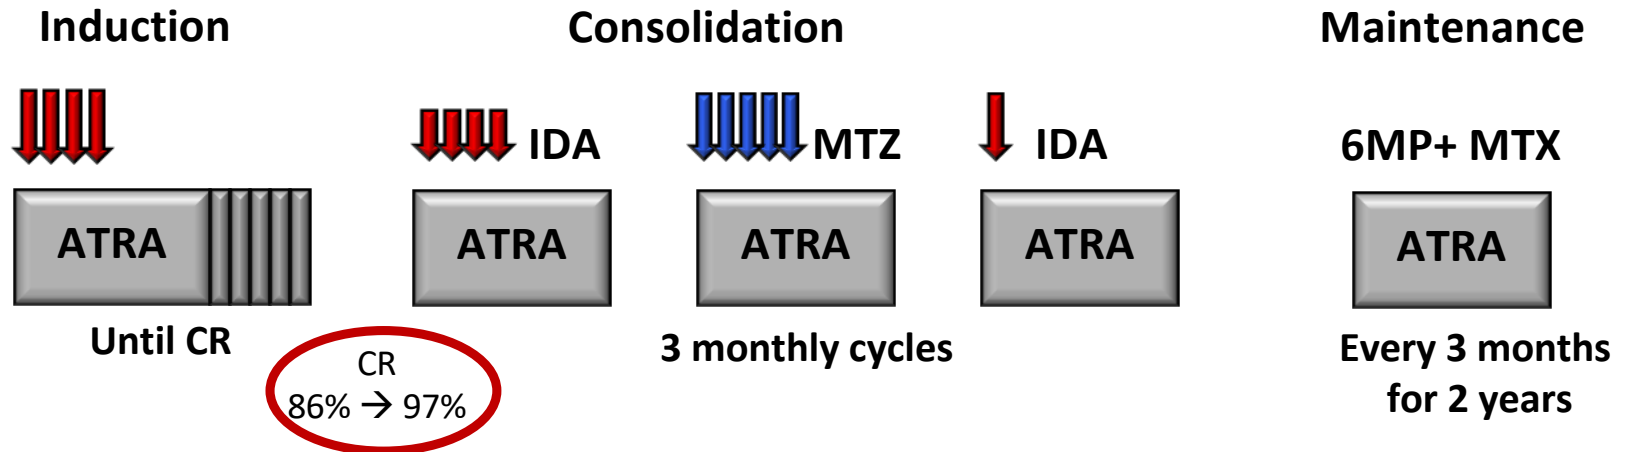 Induction
Consolidation
Maintenance
IDA
MTZ
IDA
6MP+ MTX
ATRA
ATRA
ATRA
ATRA
ATRA
Until CR
3 monthly cycles
Every 3 months
for 2 years
CR
86% → 97%